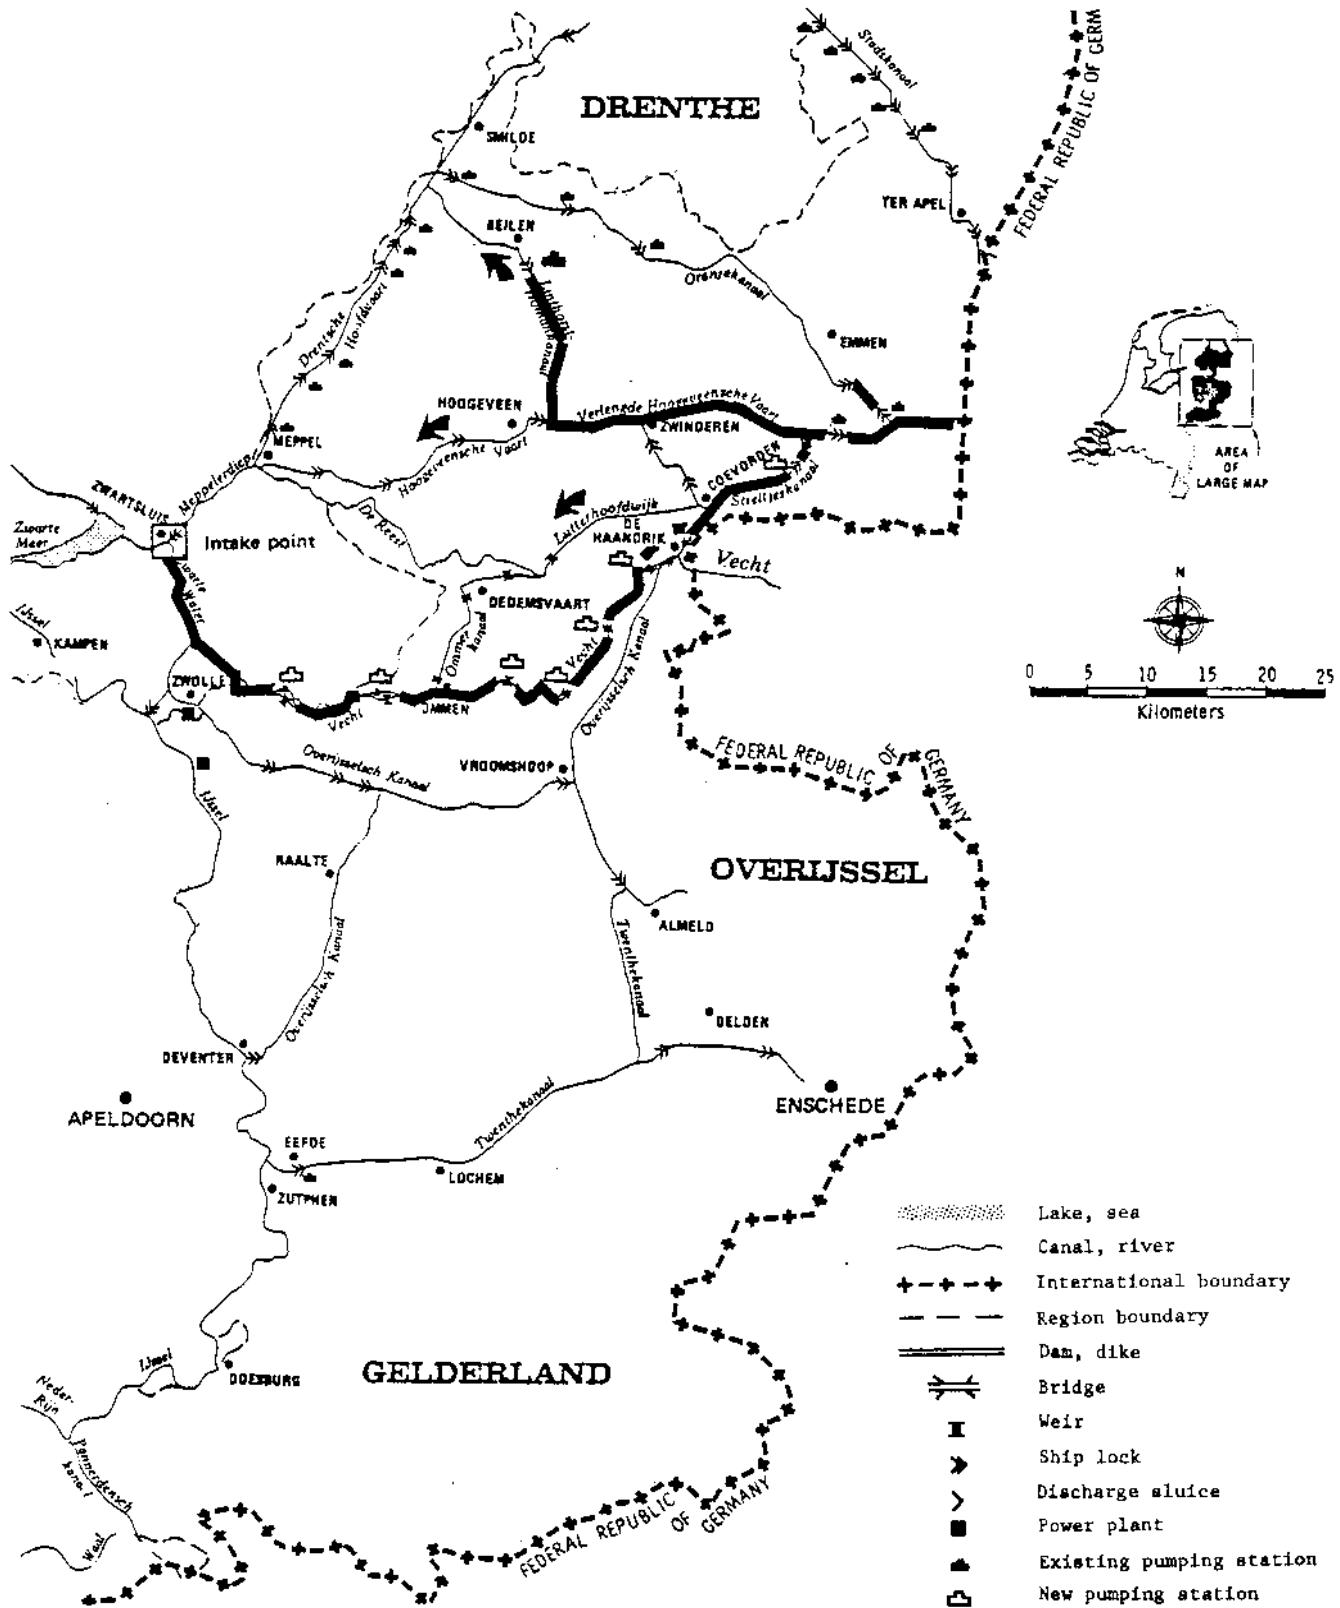 FEDERAL REPUBLIC OF GERM
Stadskanaal
DRENTHE
SMILDE
TER APEL
BEILEN
Oranjekanaal
Drentsche
Hoofdvaart
Linthorst-
Homan
kanaal
EMMEN
HOOGEVEEN
Verlengde Hoogeveensche Vaart
ZWINDEREN
MEPPEL
Hoogeveensche
Vaart
COEVORDEN
Stieltjeskanaal
AREA
OF
LARGE MAP
Meppelerdiep
ZWARTSLUIS
De Reest
Lutterhoofdwijk
DE
HAANDRIK
Zwarte
Meer
Intake point
Vecht
Zwarte
Water
N
DEDEMSVAART
IJssel
KAMPEN
Ommer
kanaal
Vecht
Overijsselsch Kanaal
0 5 10 15 20 25
Kilometers
ZWOLLE
OMMEN
Vecht
Overijsselsch Kanaal
VROOMSHOOP
FEDERAL REPUBLIC OF GERMANY
IJssel
RAALTE
OVERIJSSEL
ALMELO
Twenthekanaal
Overijsselsch Kanaal
DELDEN
DEVENTER
APELDOORN
ENSCHEDE
Twenthekanaal
EEFDE
LOCHEM
ZUTPHEN
Lake, sea
Canal, river
International boundary
Region boundary
Dam, dike
Bridge
Weir
Ship lock
Discharge sluice
Power plant
Existing pumping station
New pumping station
IJssel
DOESBURG
GELDERLAND
Neder-
Rijn
Pannerdensch
kanaal
Waal
FEDERAL REPUBLIC
OF
GERMANY